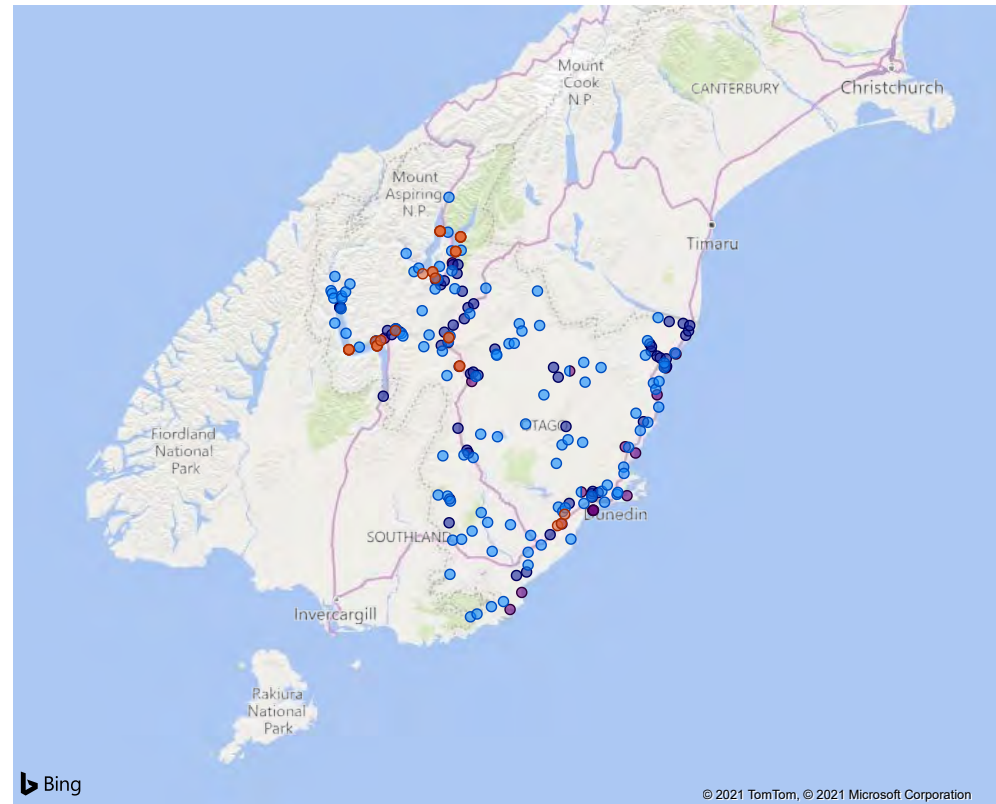 Mount
Cook
N P
CANTERBURY
Christchurch
Mount
Aspiring
N.P.
Timaru
Fiordland
National
Park
OTAGO
Dunedin
SOUTHLAND
Invercargill
Rakiura
National
Park
Bing
© 2021 TomTom, © 2021 Microsoft Corporation